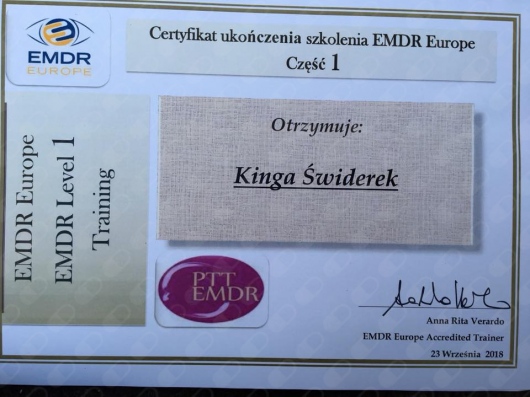 EMDR
EUROPE
Certyfikat ukończenia szkolenia EMDR Europe
Część 1
EMDR Europe
EMDR Level 1
Training
Otrzymuje:
Kinga Świderek
PTT
EMDR
Anna Rita Verardo
EMDR Europe Accredited Trainer
23 Września 2018